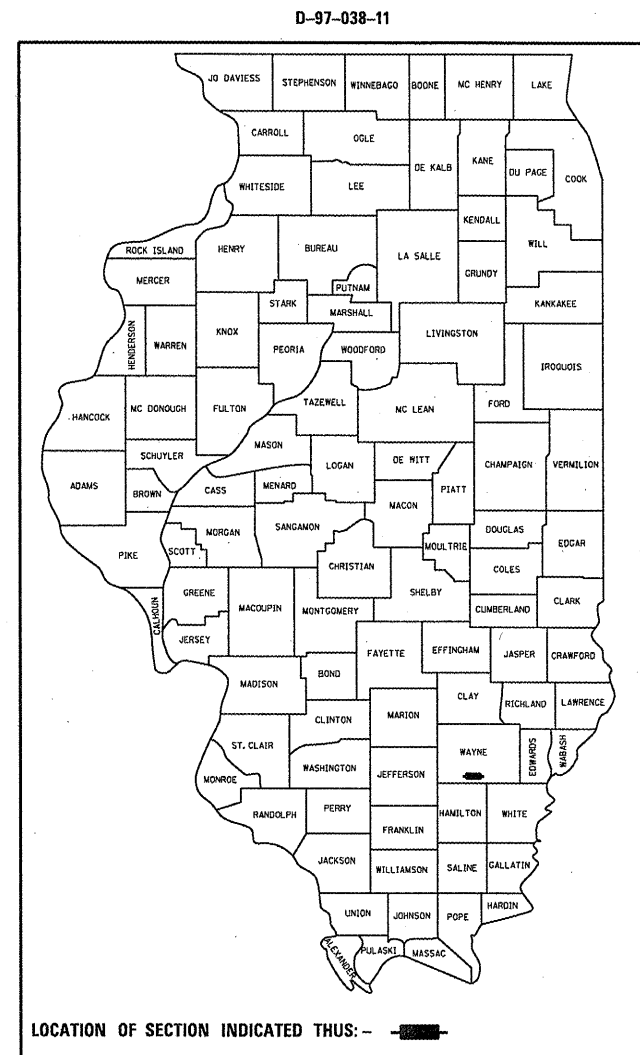 D-97-038-11
JO DAVIESS STEPHENSON WINNEBAGO BOONE MC HENRY LAKE
CARROLL OGLE DE KALB KANE DU PAGE COOK
WHITESIDE LEE
KENDALL WILL
ROCK ISLAND HENRY BUREAU LA SALLE GRUNDY
MERCER STARK PUTNAM MARSHALL KANKAKEE
HENDERSON WARREN KNOX PEORIA WOODFORD LIVINGSTON IROQUOIS
HANCOCK MC DONOUGH FULTON TAZEWELL MC LEAN FORD
SCHUYLER MASON LOGAN DE WITT CHAMPAIGN VERMILION
ADAMS BROWN CASS MENARD MACON PIATT
PIKE SCOTT MORGAN SANGAMON CHRISTIAN MOULTRIE DOUGLAS EDGAR
COLES
CALHOUN GREENE MACOUPIN MONTGOMERY SHELBY CUMBERLAND CLARK
JERSEY
FAYETTE EFFINGHAM JASPER CRAWFORD
MADISON BOND CLAY RICHLAND LAWRENCE
CLINTON MARION
ST. CLAIR WAYNE EDWARDS WABASH
MONROE WASHINGTON JEFFERSON
RANDOLPH PERRY HAMILTON WHITE
FRANKLIN
JACKSON WILLIAMSON SALINE GALLATIN
UNION JOHNSON POPE HARDIN
ALEXANDER PULASKI MASSAC
LOCATION OF SECTION INDICATED THUS: -